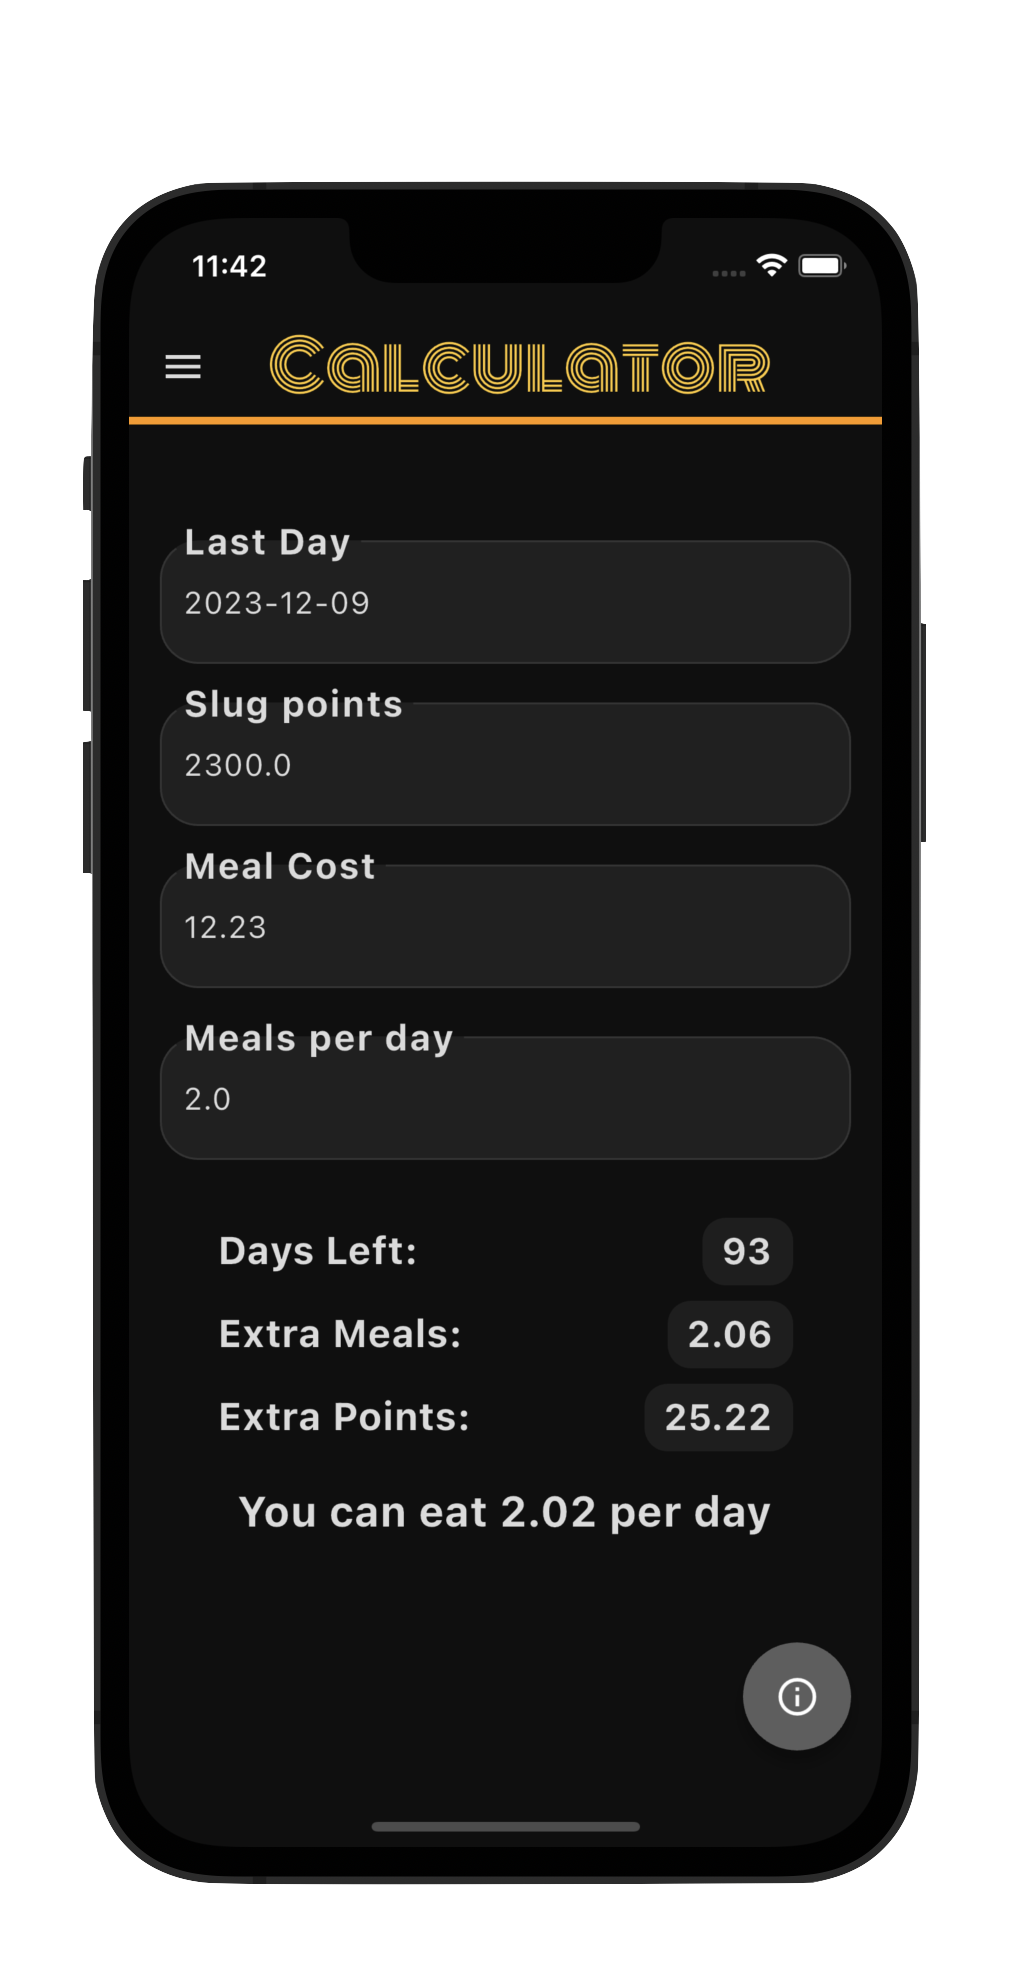 11:42
Calculator
Last Day
2023-12-09
Slug points
2300.0
Meal Cost
12.23
Meals per day
2.0
Days Left: 93
Extra Meals: 2.06
Extra Points: 25.22
You can eat 2.02 per day